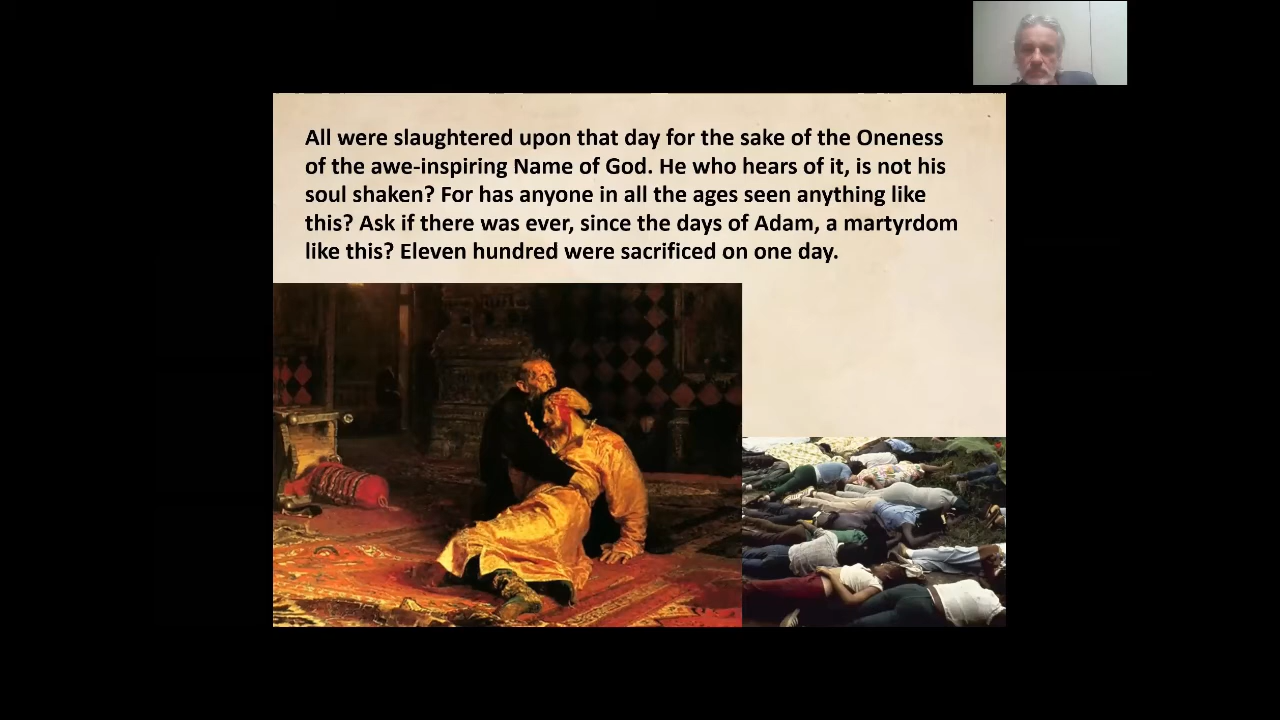 All were slaughtered upon that day for the sake of the Oneness
of the awe-inspiring Name of God. He who hears of it, is not his
soul shaken? For has anyone in all the ages seen anything like
this? Ask if there was ever, since the days of Adam, a martyrdom
like this? Eleven hundred were sacrificed on one day.